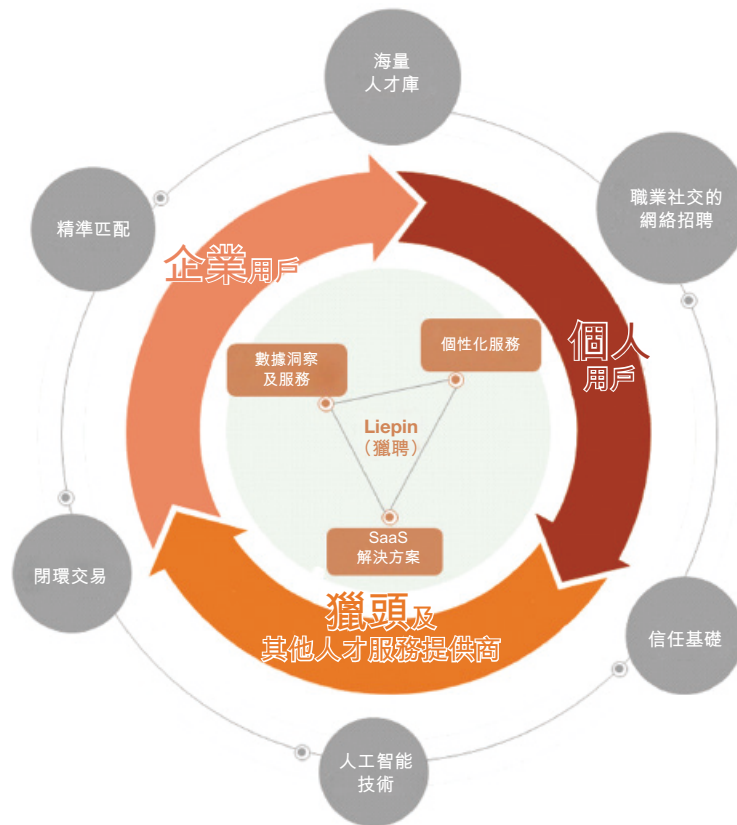 海量
人才庫
職業社交的
網絡招聘
精準匹配
企業用戶
個人
用戶
個性化服務
數據洞察
及服務
Liepin
（獵聘）
SaaS
解決方案
閉環交易
獵頭及
其他人才服務提供商
信任基礎
人工智能
技術